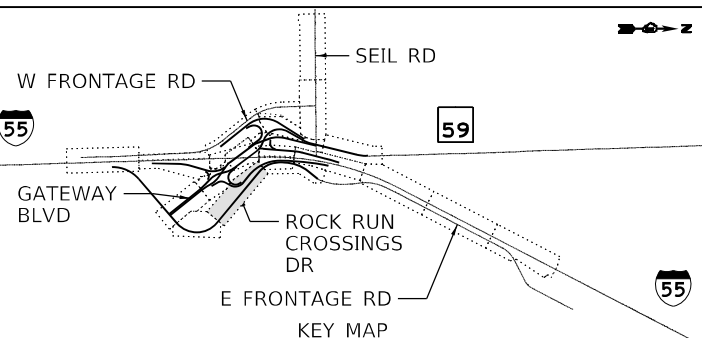 Z
SEIL RD
W FRONTAGE RD
55
59
GATEWAY
BLVD
ROCK RUN
CROSSINGS
DR
E FRONTAGE RD
55
KEY MAP